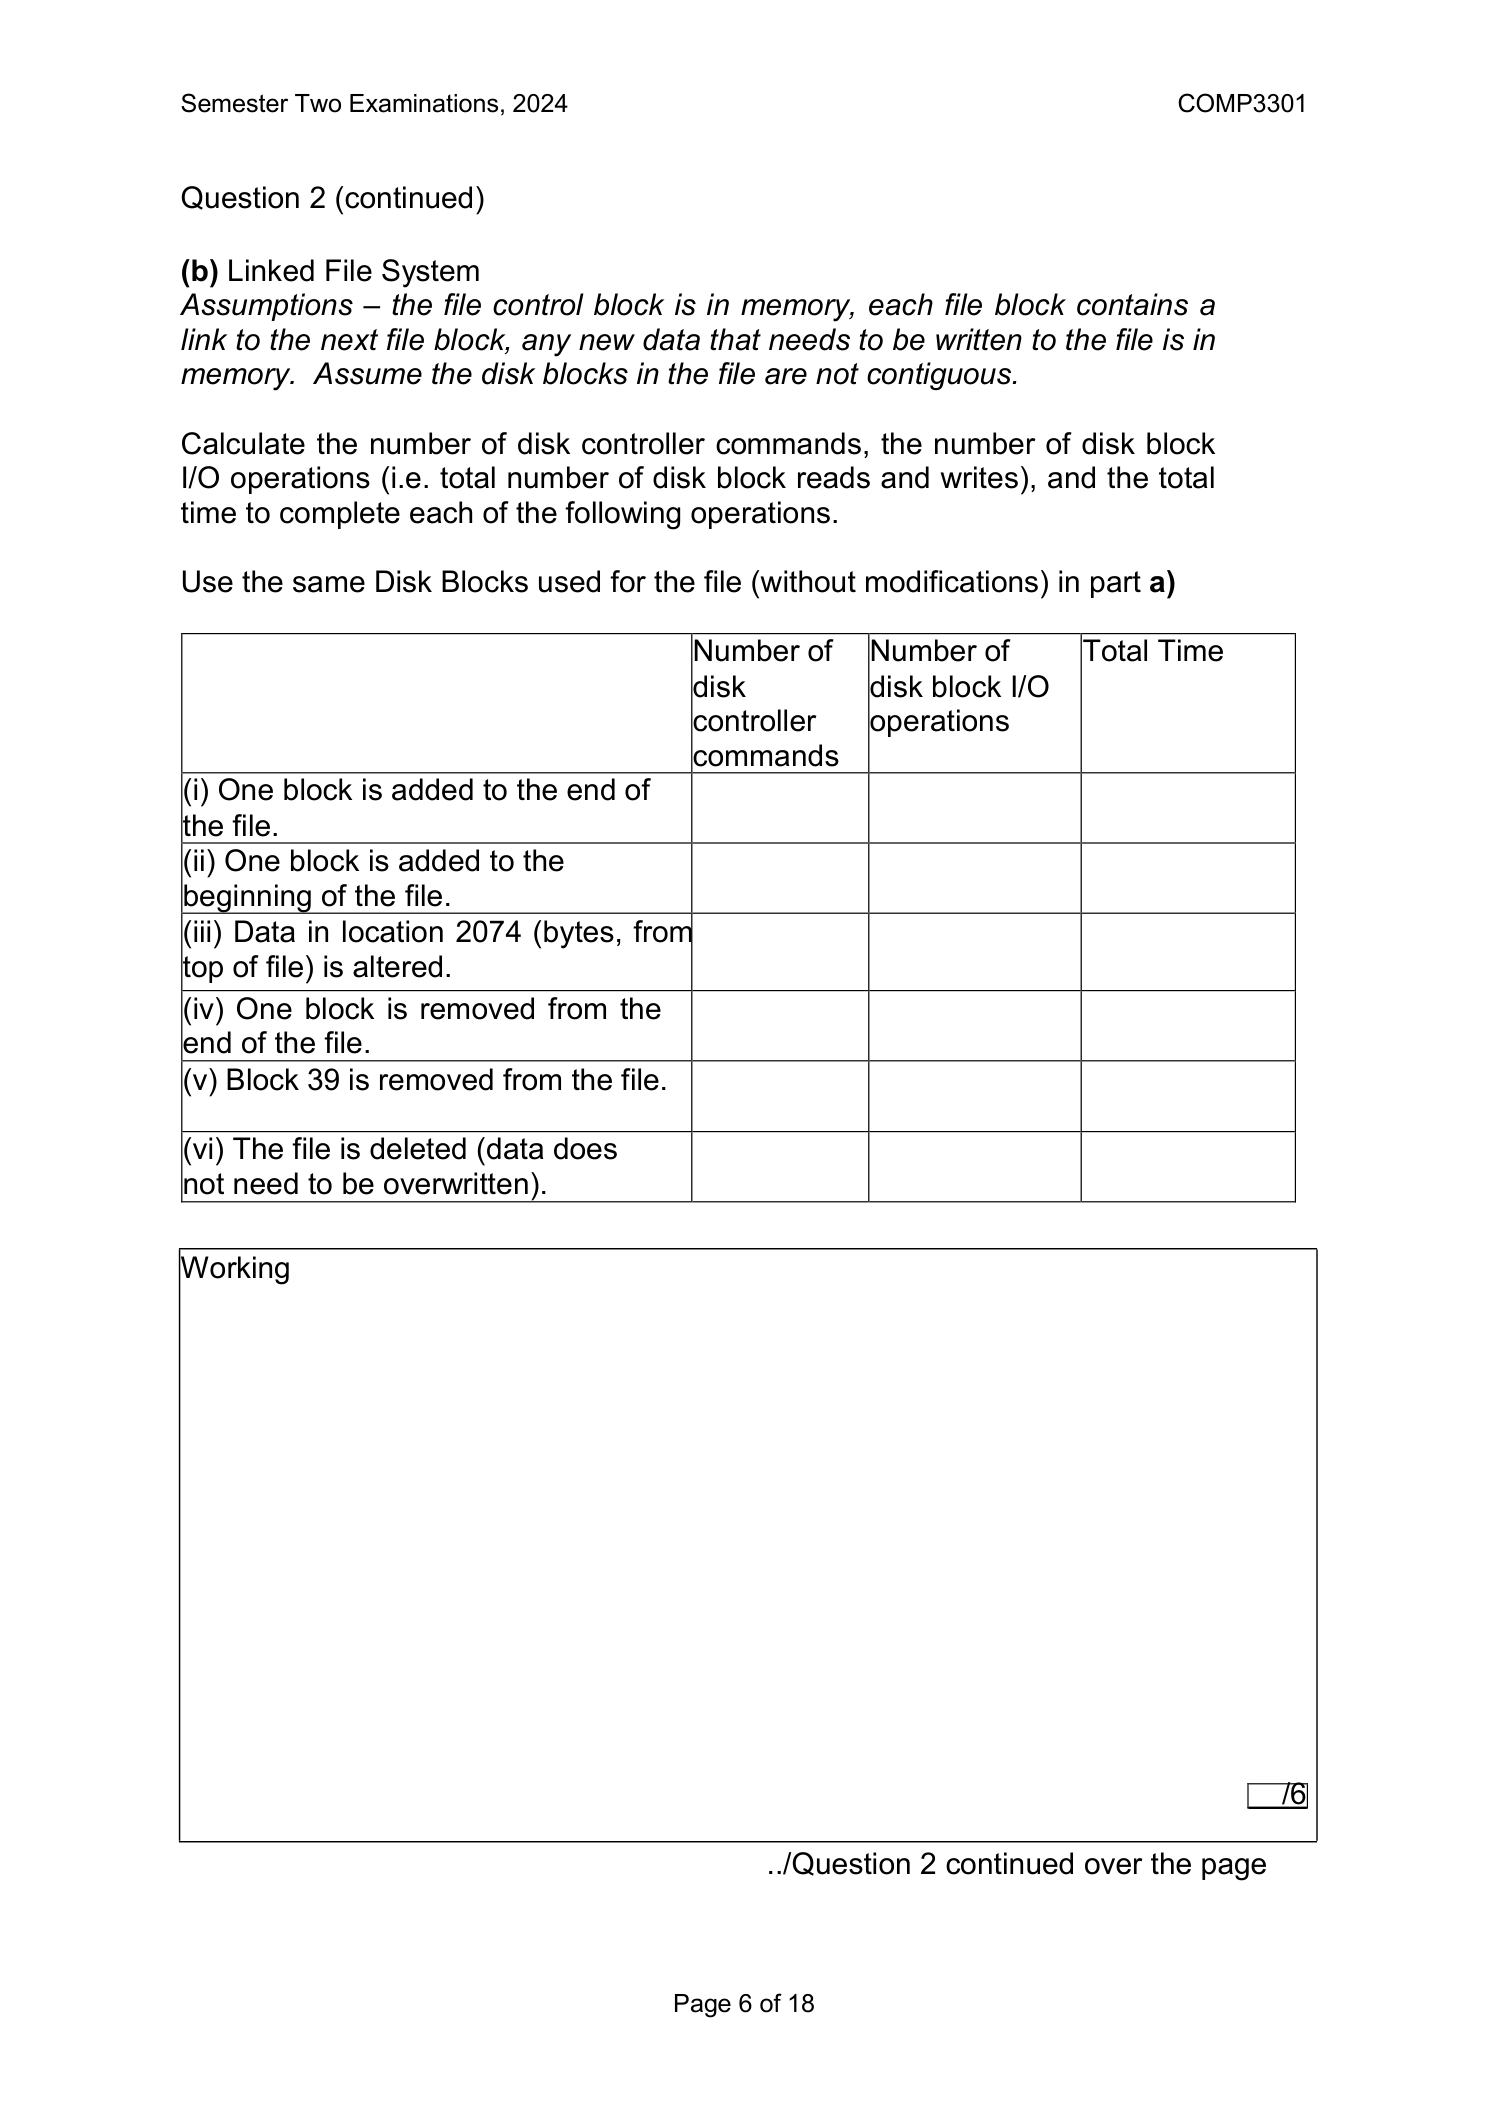 Semester Two Examinations, 2024 COMP3301
Question 2 (continued)
(b) Linked File System
Assumptions – the file control block is in memory, each file block contains a
link to the next file block, any new data that needs to be written to the file is in
memory.  Assume the disk blocks in the file are not contiguous.
Calculate the number of disk controller commands, the number of disk block
I/O operations (i.e. total number of disk block reads and writes), and the total
time to complete each of the following operations.
Use the same Disk Blocks used for the file (without modifications) in part a)
Number of
disk
controller
commands
Number of
disk block I/O
operations
Total Time
(i) One block is added to the end of
the file.
(ii) One block is added to the
beginning of the file.
(iii) Data in location 2074 (bytes, from
top of file) is altered.
(iv) One block is removed from the
end of the file.
(v) Block 39 is removed from the file.
(vi) The file is deleted (data does
not need to be overwritten).
Working
/6
../Question 2 continued over the page
Page 6 of 18